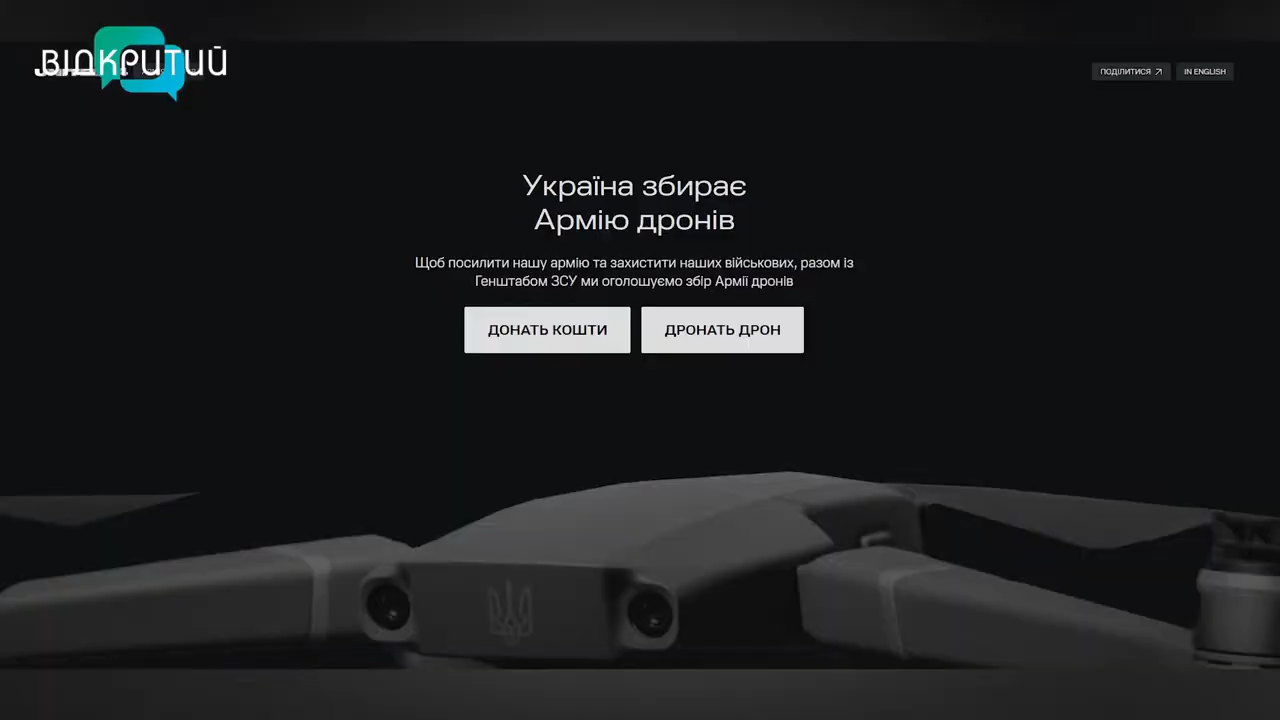 ВІДКРИТИЙ
ПОДІЛИТИСЯ
IN ENGLISH
Україна збирає
Армію дронів
Щоб посилити нашу армію та захистити наших військових, разом із
Генштабом ЗСУ ми оголошуємо збір Армії дронів
ДОНАТЬ КОШТИ
ДРОНАТЬ ДРОН